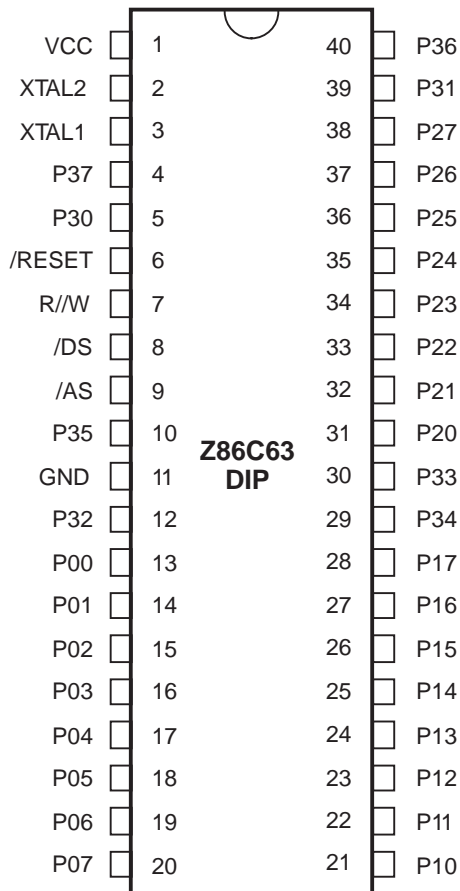 VCC 1 40 P36
XTAL2 2 39 P31
XTAL1 3 38 P27
P37 4 37 P26
P30 5 36 P25
/RESET 6 35 P24
R//W 7 34 P23
/DS 8 33 P22
/AS 9 32 P21
P35 10 31 P20
Z86C63
GND 11 30 P33
DIP
P32 12 29 P34
P00 13 28 P17
P01 14 27 P16
P02 15 26 P15
P03 16 25 P14
P04 17 24 P13
P05 18 23 P12
P06 19 22 P11
P07 20 21 P10